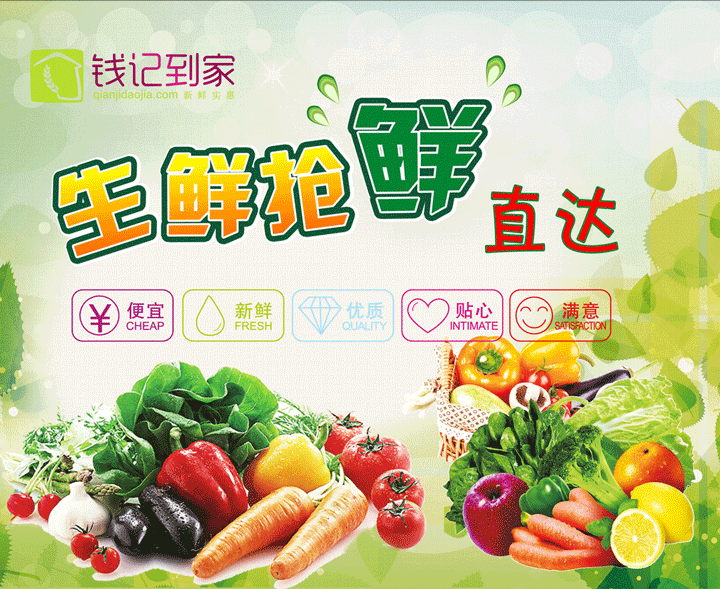 钱记到家
qianjidaojia.com 新鲜实惠
生鲜抢鲜
直达
便宜
CHEAP
新鲜
FRESH
优质
QUALITY
贴心
INTIMATE
满意
SATISFACTION